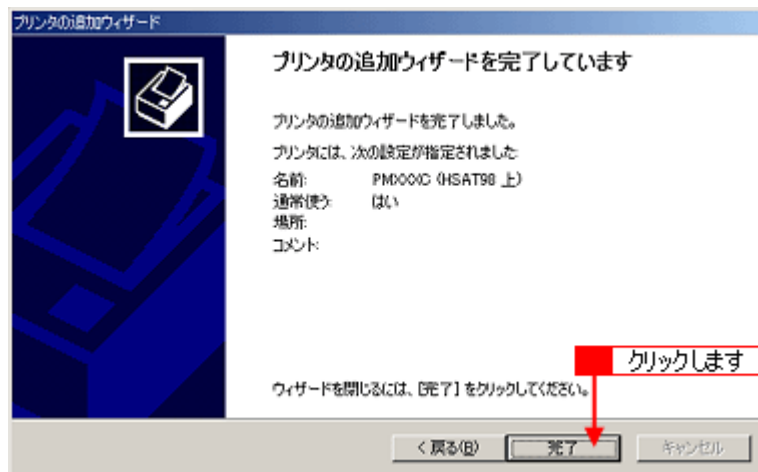 プリンタの追加ウィザード
プリンタの追加ウィザードを完了しています
プリンタの追加ウィザードを完了しました。
プリンタには、次の設定が指定されました:
名前: PMXXXC (HSAT98 上)
通常使う: はい
場所:
コメント:
クリックします
ウィザードを閉じるには、[完了] をクリックしてください。
< 戻る(B) 完了 キャンセル